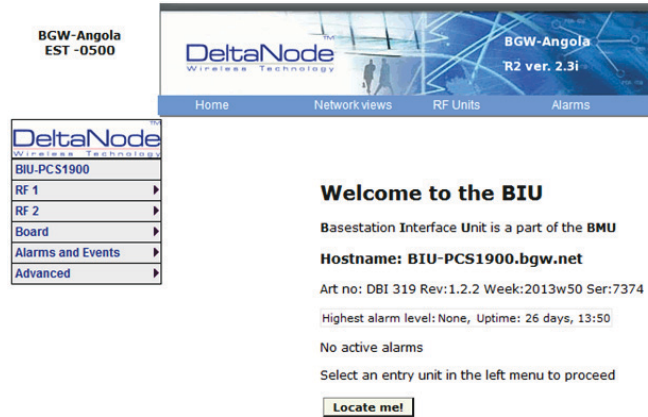 BGW-Angola
EST -0500
DeltaNode
TM
Wireless Technology
BGW-Angola
R2 ver. 2.3i
Home Network views RF Units Alarms
DeltaNode
TM
Wireless Technology
BIU-PCS1900
RF 1
RF 2
Board
Alarms and Events
Advanced
Welcome to the BIU
Basestation Interface Unit is a part of the BMU
Hostname: BIU-PCS1900.bgw.net
Art no: DBI 319 Rev:1.2.2 Week:2013w50 Ser:7374
Highest alarm level: None, Uptime: 26 days, 13:50
No active alarms
Select an entry unit in the left menu to proceed
Locate me!